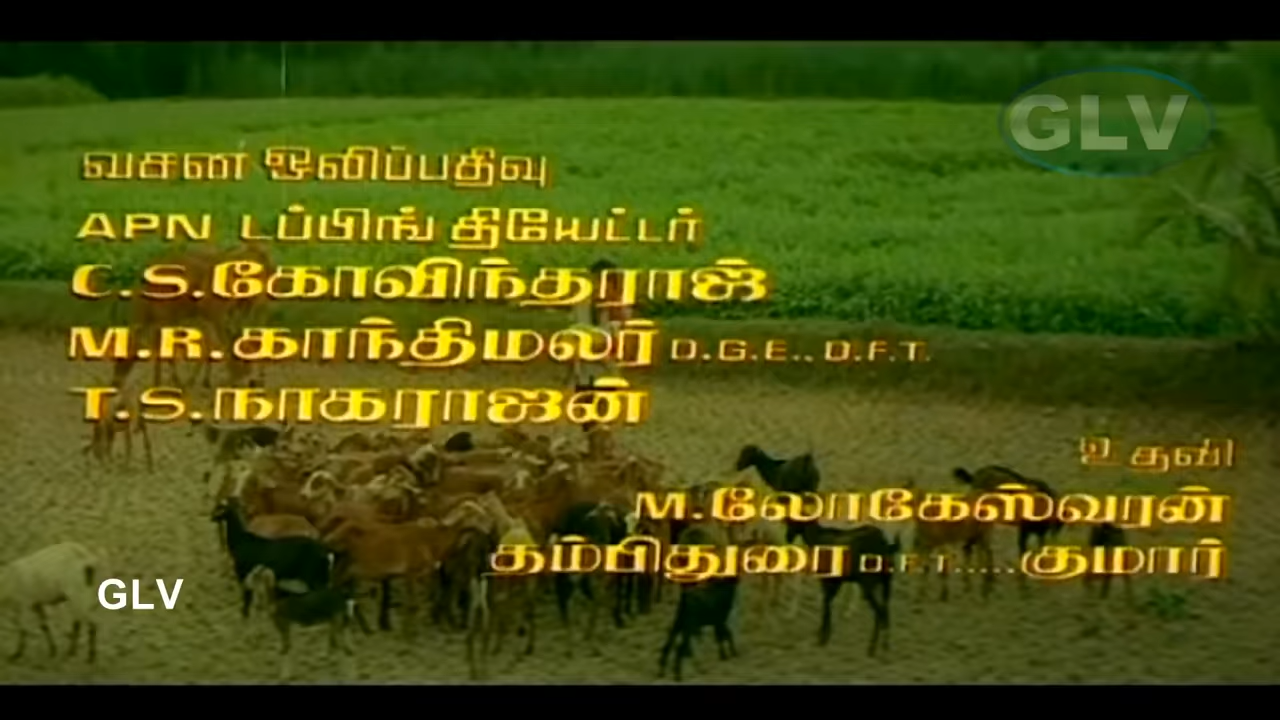 GLV
வசன ஒலிப்பதிவு
APN டப்பிங் தியேட்டர்
C.S.கோவிந்தராஜ்
M.R.காந்திமலர் D.G.E., D.F.T.
T.S.நாகராஜன்
உதவி
M.லோகேஸ்வரன்
தம்பிதுரை D.F.T.....குமார்
GLV